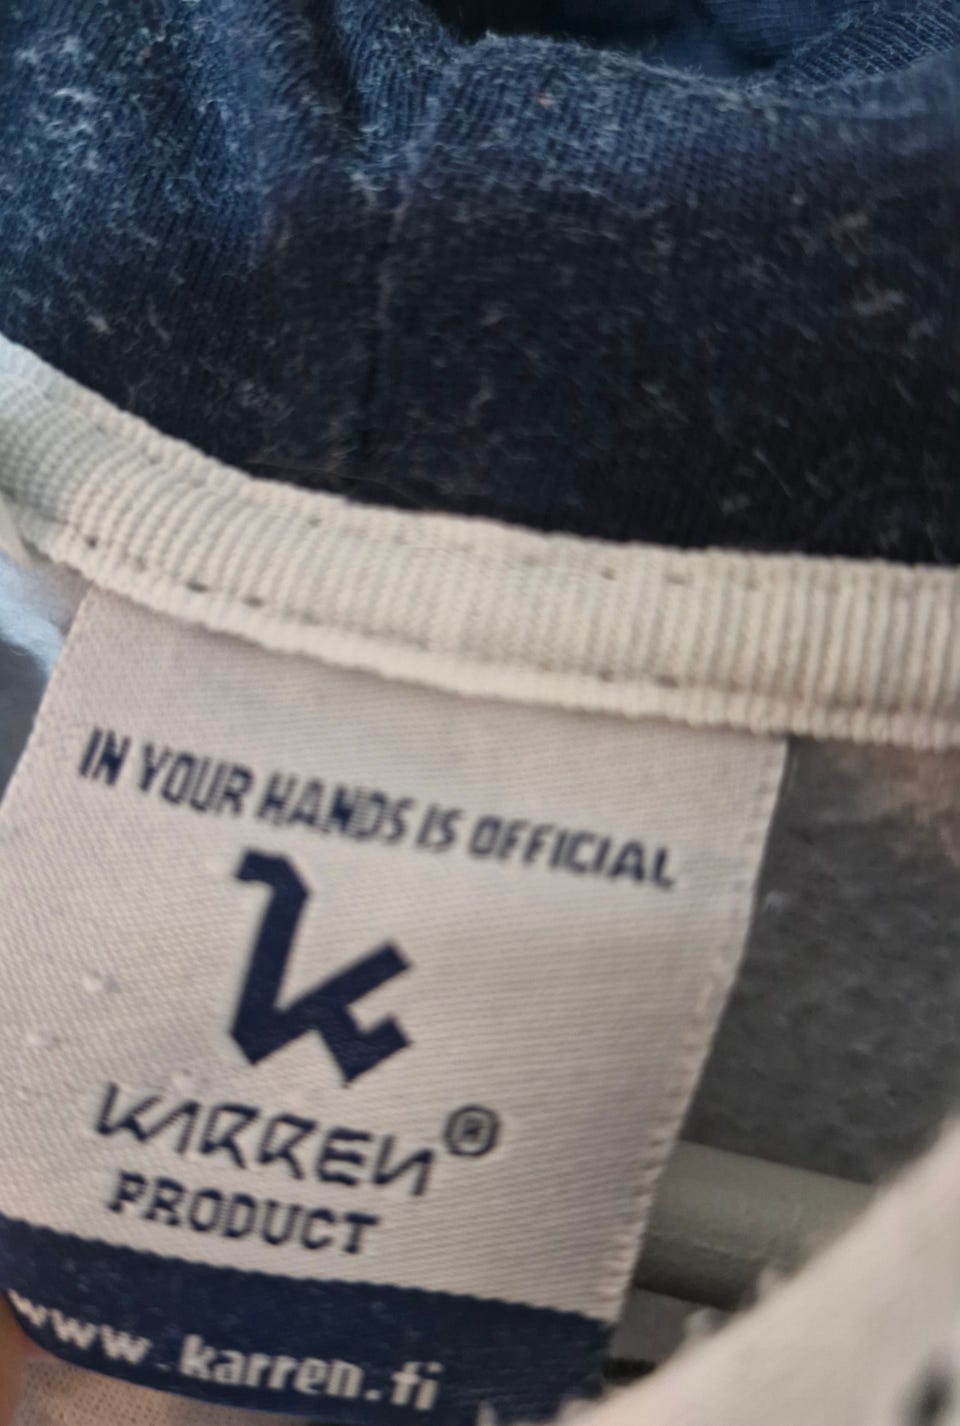 IN YOUR HANDS IS OFFICIAL
k
KARREN®
PRODUCT
www.karren.fi